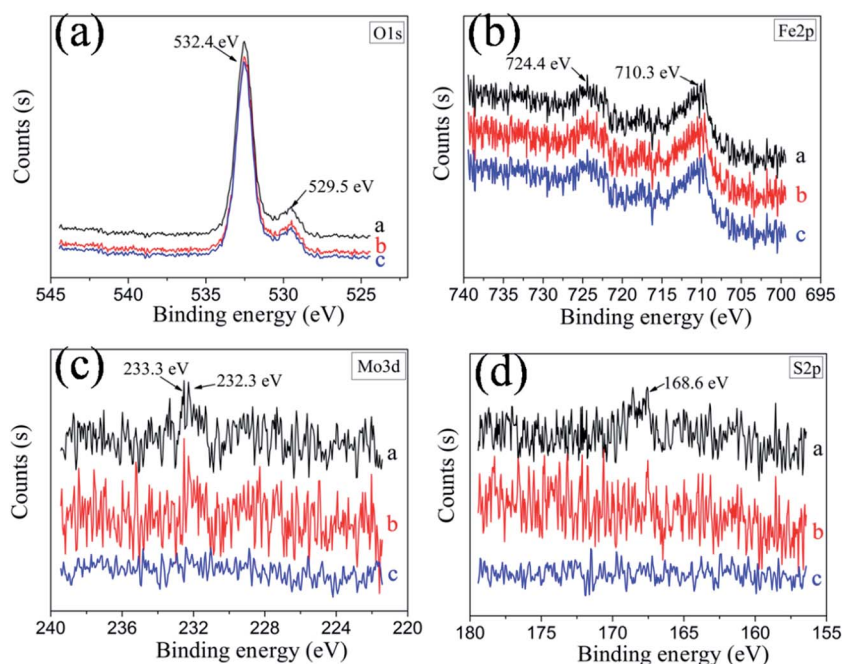 (a)
O1s
532.4 eV
529.5 eV
a
b
c
Counts (s)
545 540 535 530 525
Binding energy (eV)
(b)
Fe2p
724.4 eV
710.3 eV
a
b
c
Counts (s)
740 735 730 725 720 715 710 705 700 695
Binding energy (eV)
(c)
Mo3d
233.3 eV
232.3 eV
a
b
c
Counts (s)
240 236 232 228 224 220
Binding energy (eV)
(d)
S2p
168.6 eV
a
b
c
Counts (s)
180 175 170 165 160 155
Binding energy (eV)